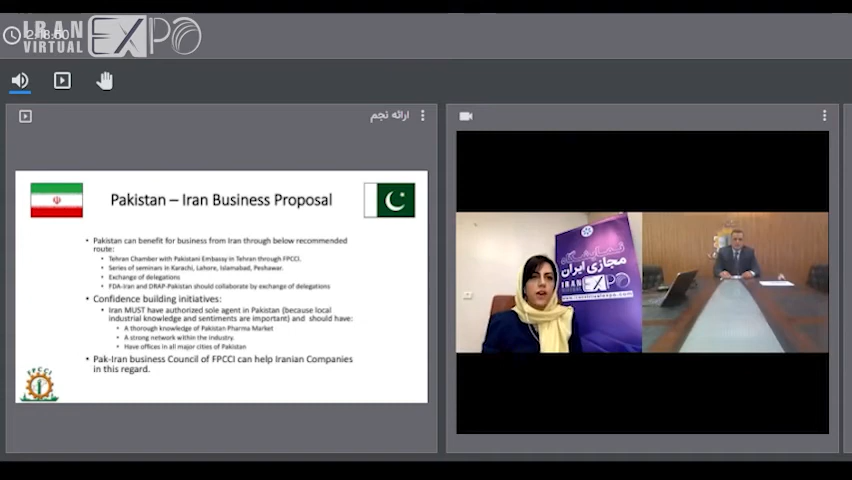 IRAN
VIRTUAL
EXPO
ارائه نجم
Pakistan – Iran Business Proposal
• Pakistan can benefit for business from Iran through below recommended
route:
• Tehran Chamber with Pakistani Embassy in Tehran through FPCCI.
• Series of seminars in Karachi, Lahore, Islamabad, Peshawar.
• Exchange of delegations
• FDA-Iran and DRAP-Pakistan should collaborate by exchange of delegations
• Confidence building initiatives:
• Iran MUST have authorized sole agent in Pakistan (because local
industrial knowledge and sentiments are important) and should have:
• A thorough knowledge of Pakistan Pharma Market
• A strong network within the industry.
• Have offices in all major cities of Pakistan
• Pak-Iran business Council of FPCCI can help Iranian Companies
in this regard.
FPCCI
نمایشگاه
مجازی ایران
IRAN
VIRTUAL
EXPO
www.iranvirtualexpo.com